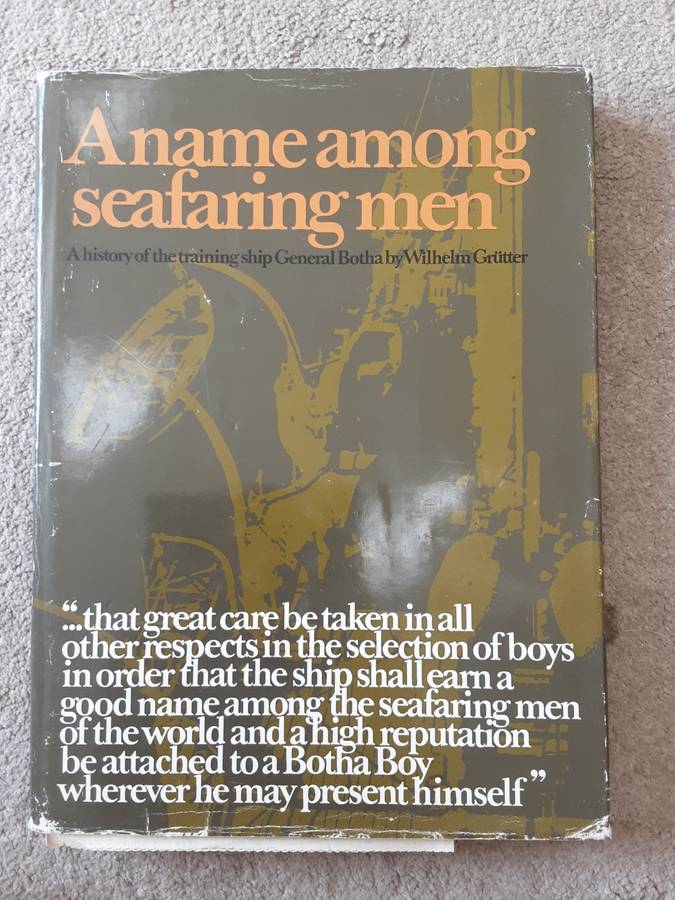 A name among
seafaring men
A history of the training ship General Botha by Wilhelm Grütter
“...that great care be taken in all
other respects in the selection of boys
in order that the ship shall earn a
good name among the seafaring men
of the world and a high reputation
be attached to a Botha Boy
wherever he may present himself”